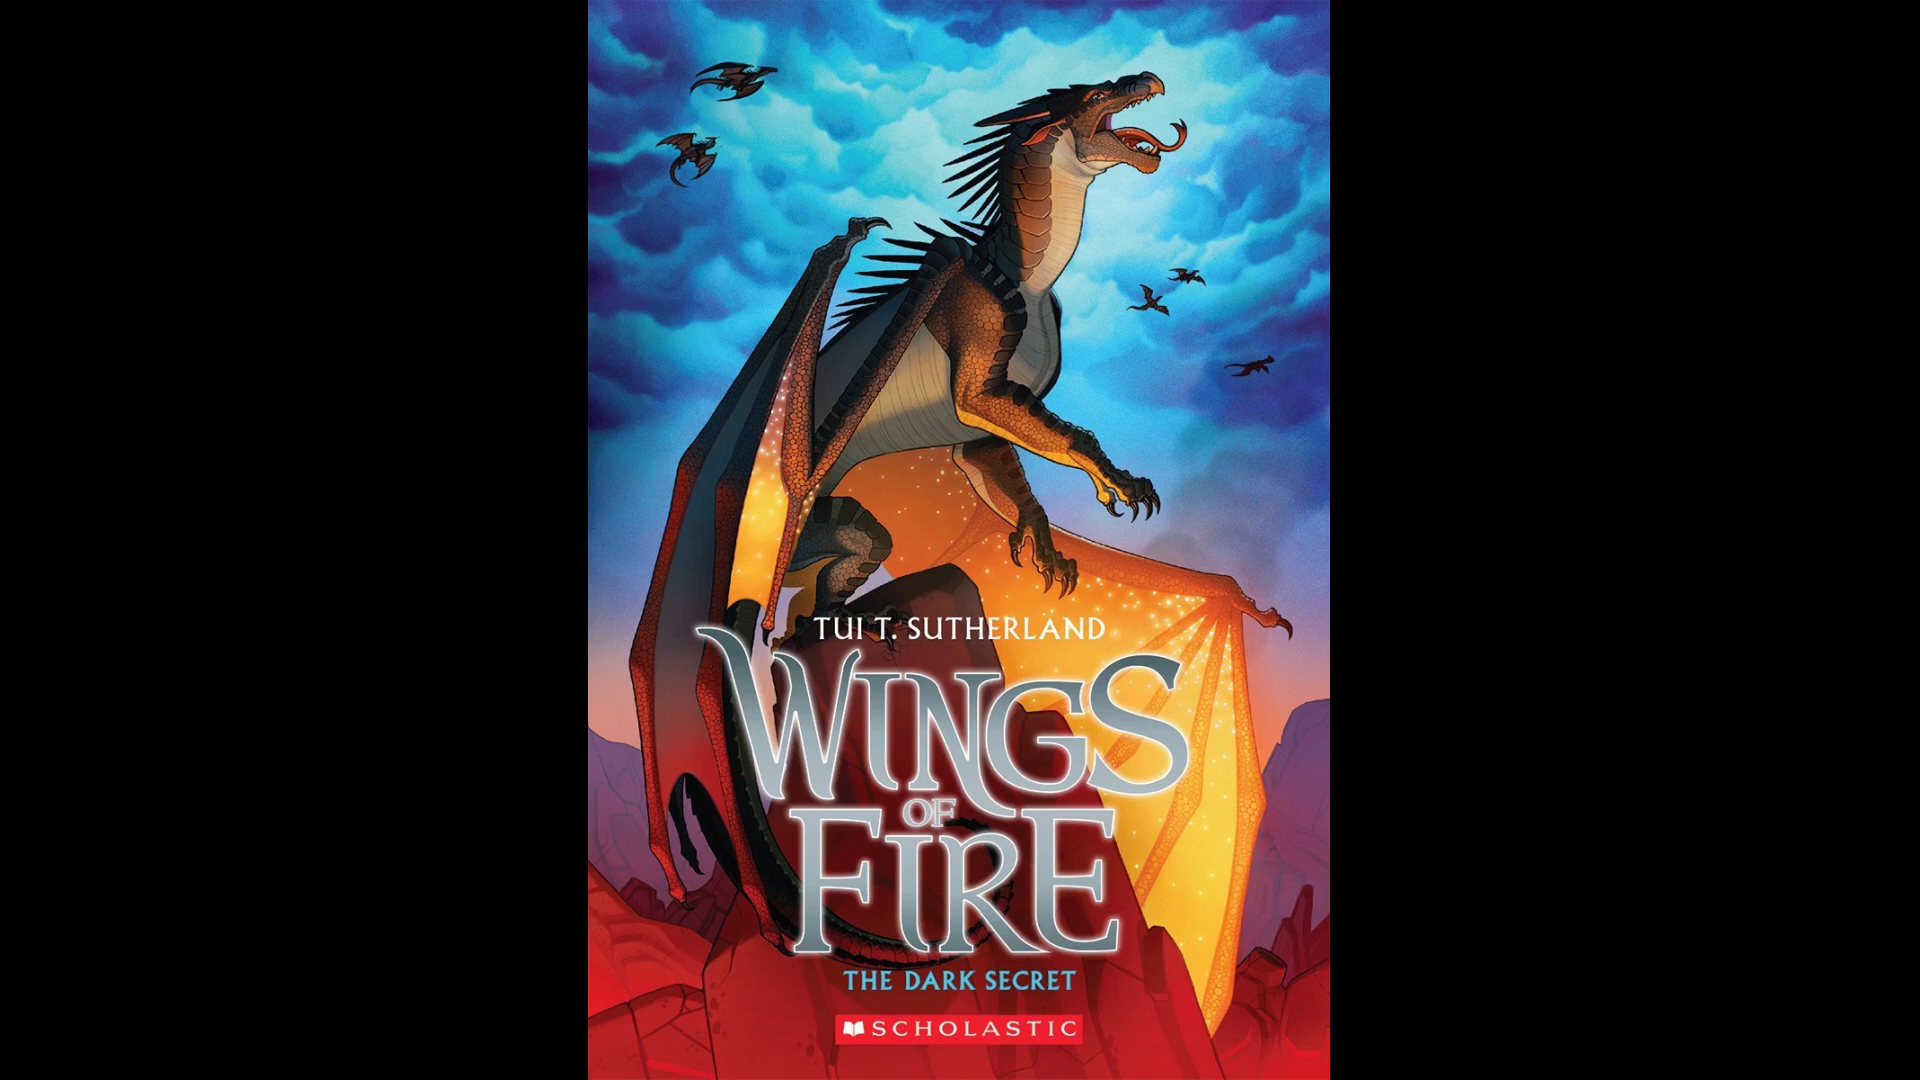 TUI T. SUTHERLAND
WINGS
OF
FIRE
THE DARK SECRET
SCHOLASTIC